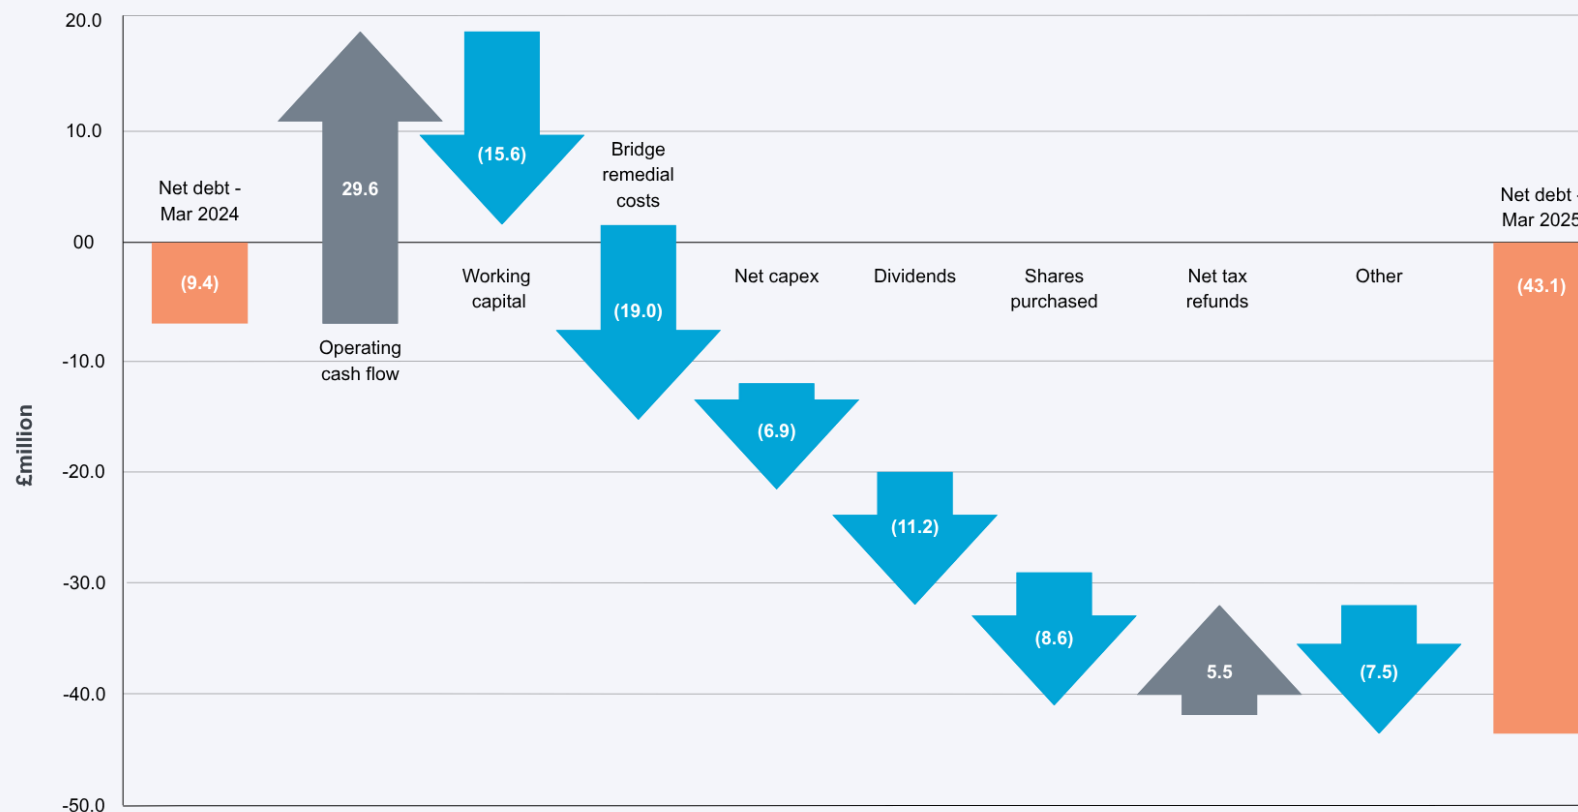 20.0
10.0
00
-10.0
-20.0
-30.0
-40.0
-50.0
£million
Net debt -
Mar 2024
(9.4)
29.6
Operating
cash flow
(15.6)
Working
capital
Bridge
remedial
costs
(19.0)
Net capex
(6.9)
Dividends
(11.2)
Shares
purchased
(8.6)
Net tax
refunds
5.5
Other
(7.5)
Net debt -
Mar 2025
(43.1)